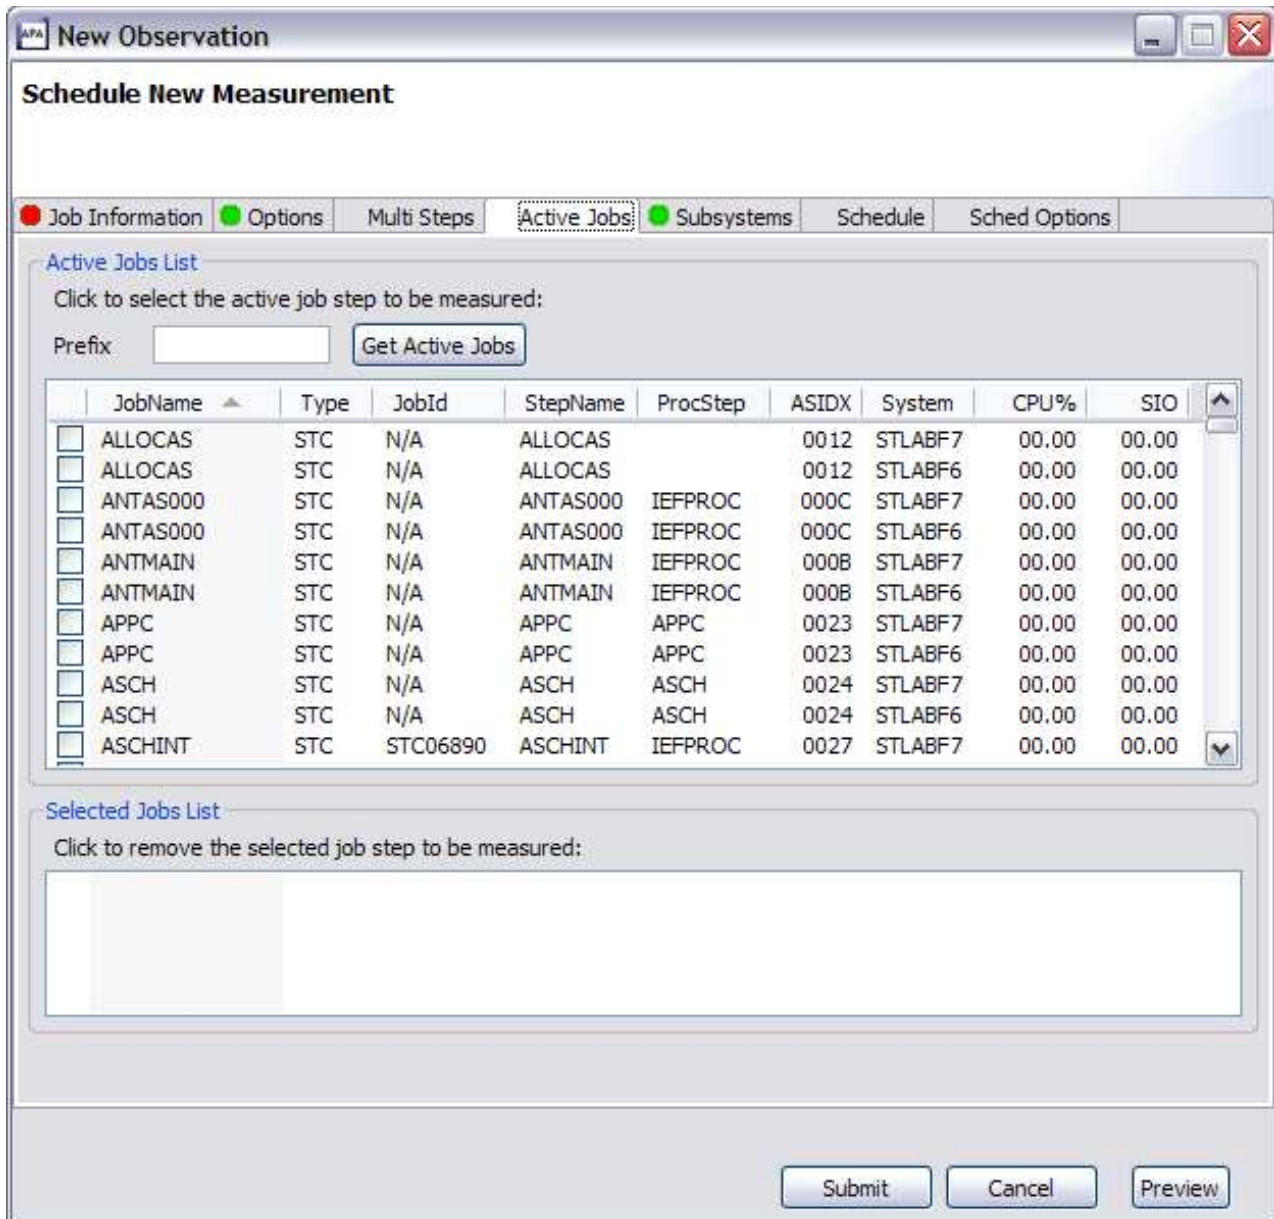 APA New Observation
Schedule New Measurement
Job Information Options Multi Steps Active Jobs Subsystems Schedule Sched Options
Active Jobs List
Click to select the active job step to be measured:
Prefix Get Active Jobs
JobName Type JobId StepName ProcStep ASIDX System CPU% SIO
ALLOCAS STC N/A ALLOCAS 0012 STLABF7 00.00 00.00
ALLOCAS STC N/A ALLOCAS 0012 STLABF6 00.00 00.00
ANTAS000 STC N/A ANTAS000 IEFPROC 000C STLABF7 00.00 00.00
ANTAS000 STC N/A ANTAS000 IEFPROC 000C STLABF6 00.00 00.00
ANTMAIN STC N/A ANTMAIN IEFPROC 000B STLABF7 00.00 00.00
ANTMAIN STC N/A ANTMAIN IEFPROC 000B STLABF6 00.00 00.00
APPC STC N/A APPC APPC 0023 STLABF7 00.00 00.00
APPC STC N/A APPC APPC 0023 STLABF6 00.00 00.00
ASCH STC N/A ASCH ASCH 0024 STLABF7 00.00 00.00
ASCH STC N/A ASCH ASCH 0024 STLABF6 00.00 00.00
ASCHINT STC STC06890 ASCHINT IEFPROC 0027 STLABF7 00.00 00.00
Selected Jobs List
Click to remove the selected job step to be measured:
Submit Cancel Preview